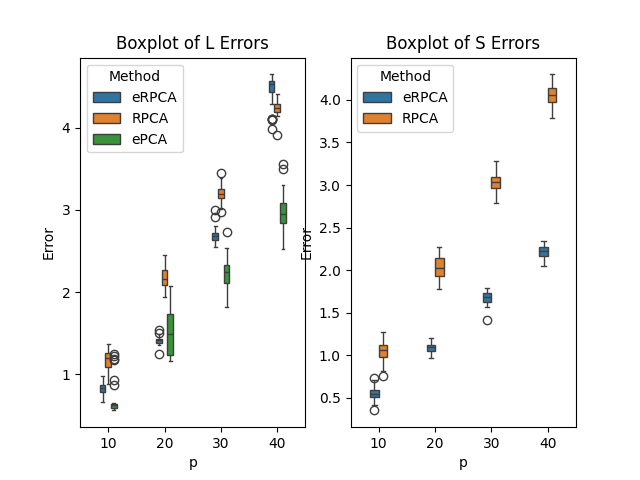 Boxplot of L Errors
Method
eRPCA
RPCA
ePCA
Error
4
3
2
1
10 20 30 40
p
Boxplot of S Errors
Method
eRPCA
RPCA
Error
4.0
3.5
3.0
2.5
2.0
1.5
1.0
0.5
10 20 30 40
p